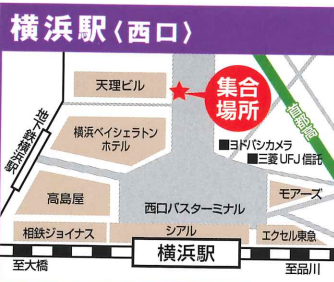 横浜駅〈西口〉
天理ビル
集合
場所
首都高
地下鉄横浜駅
横浜ベイシェラトン
ホテル
■ヨドバシカメラ
■三菱UFJ信託
高島屋
西口バスターミナル
モアーズ
相鉄ジョイナス
シアル
エクセル東急
横浜駅
至大橋
至品川